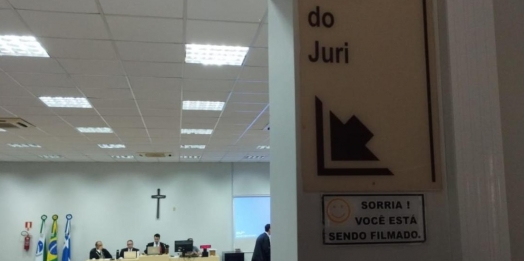 do
Juri
SORRIA !
VOCÊ ESTÁ
SENDO FILMADO.